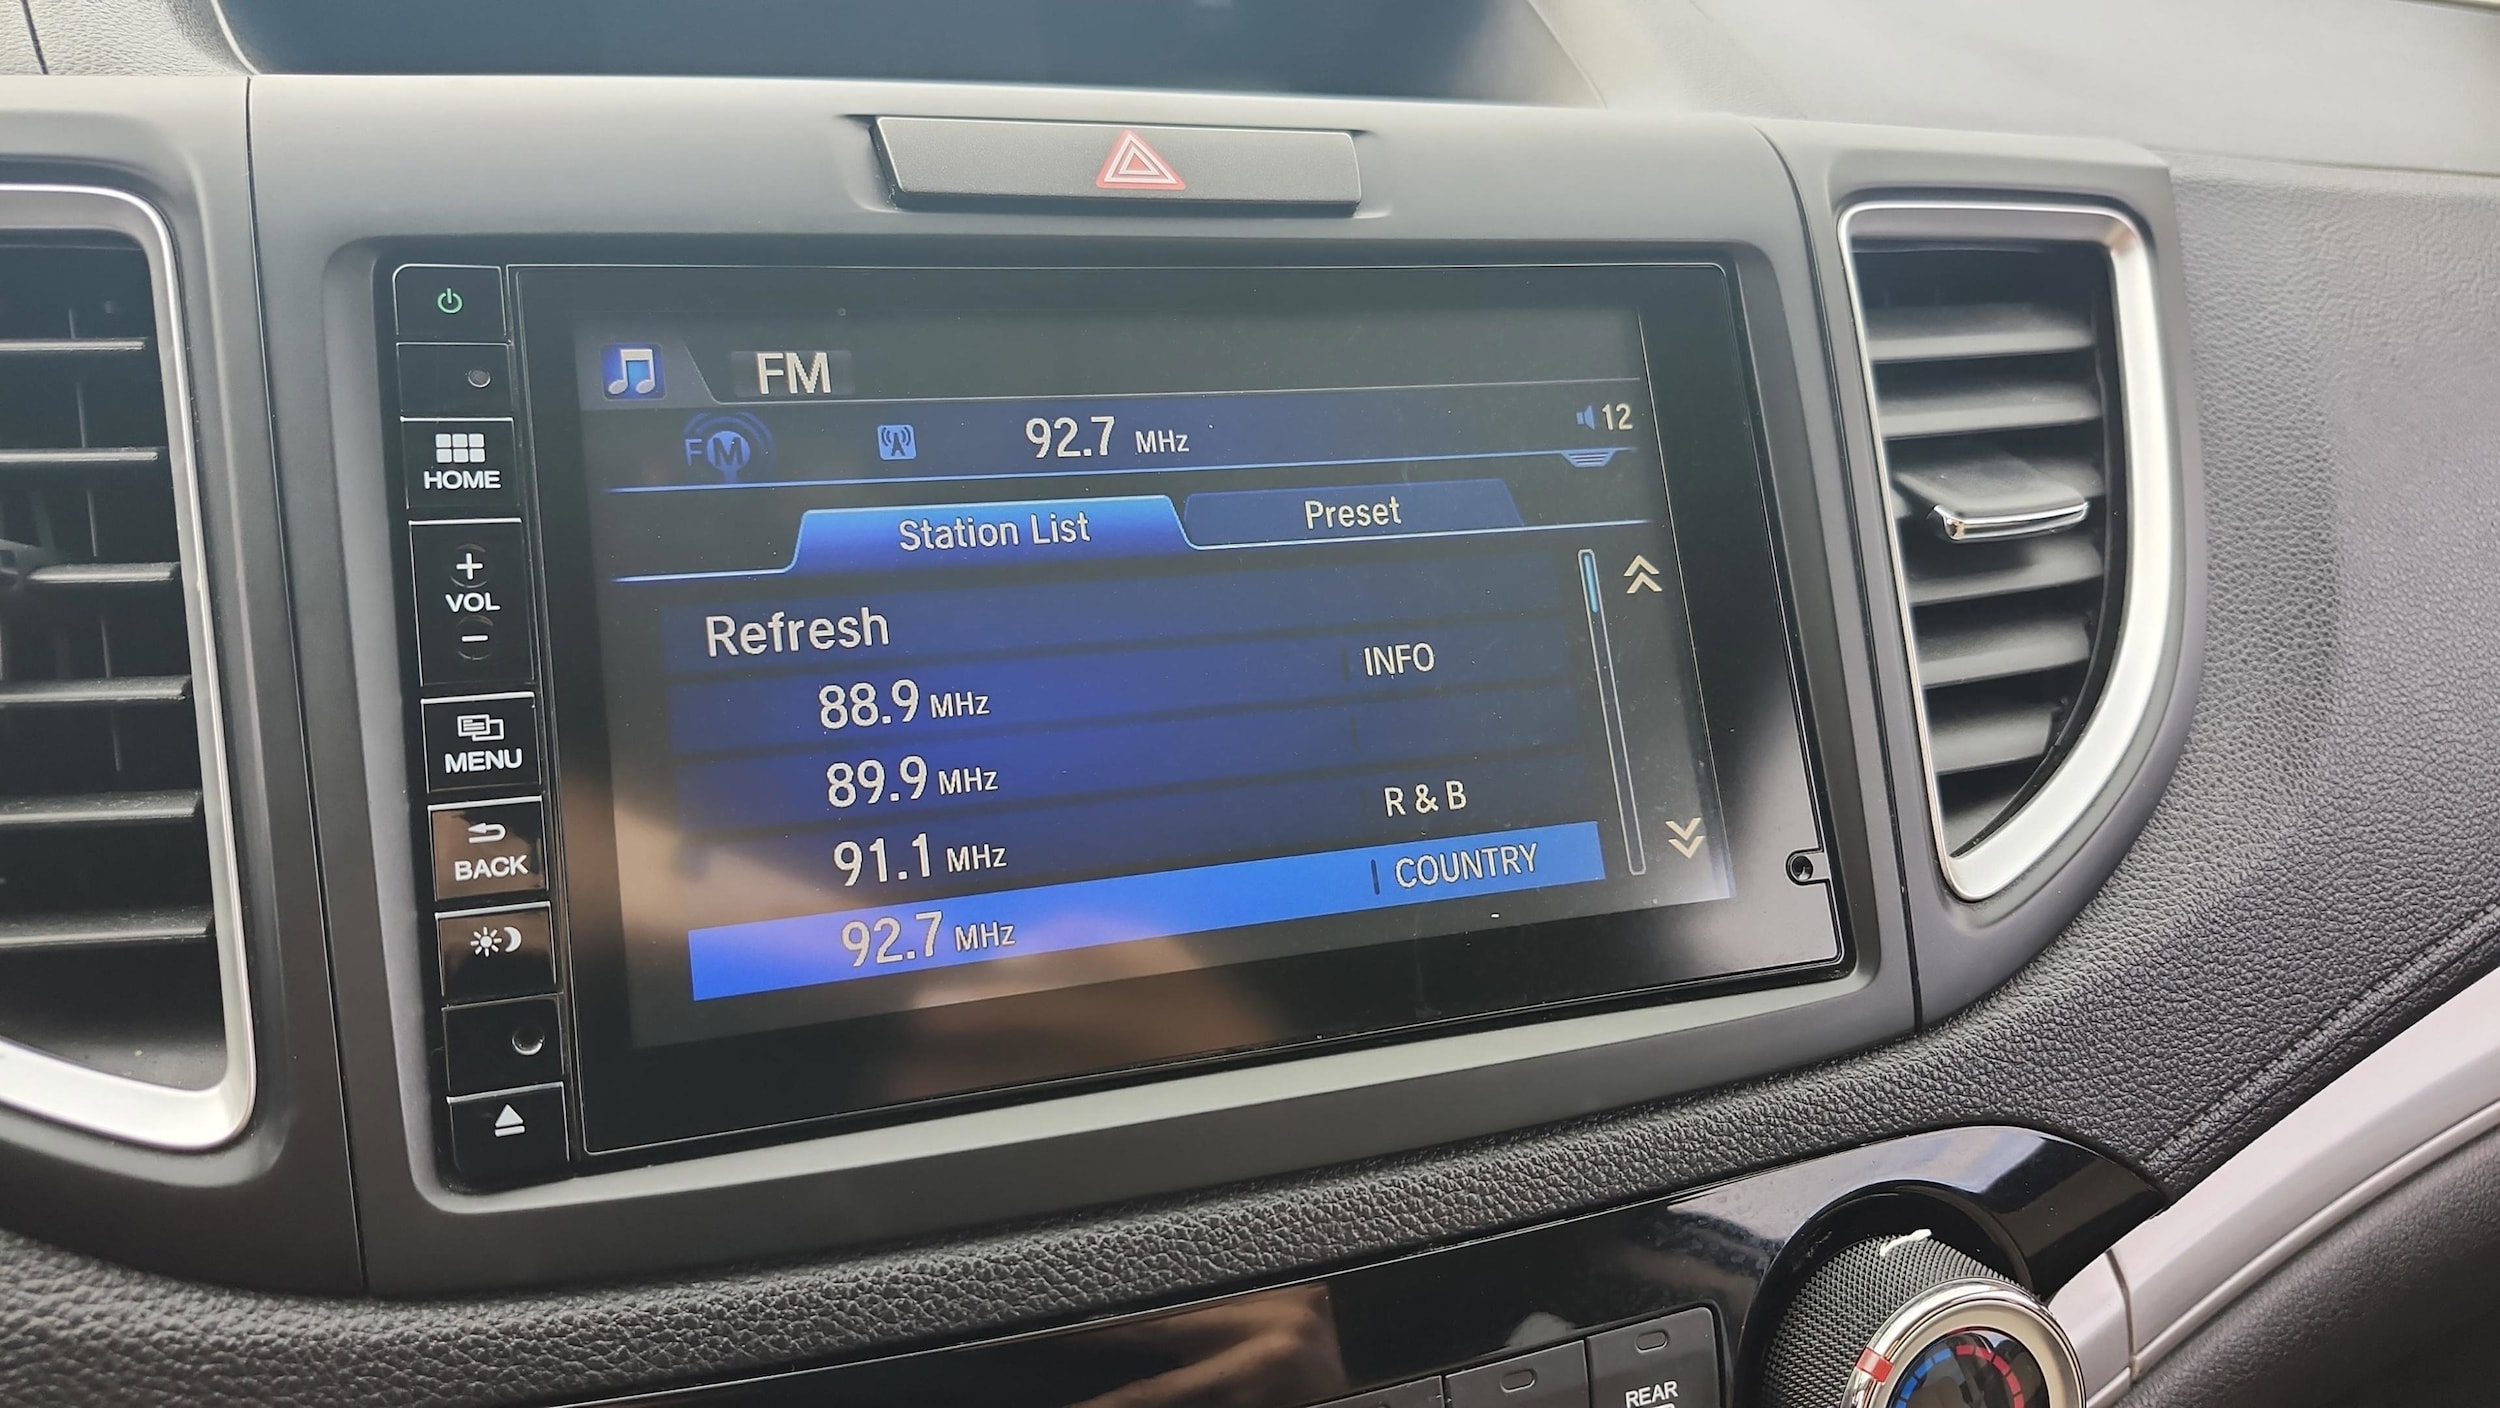 FM
FM
92.7 MHz
12
Station List
Preset
Refresh
88.9 MHz INFO
89.9 MHz
91.1 MHz R & B
92.7 MHz COUNTRY
HOME
+
VOL
−
MENU
BACK
REAR